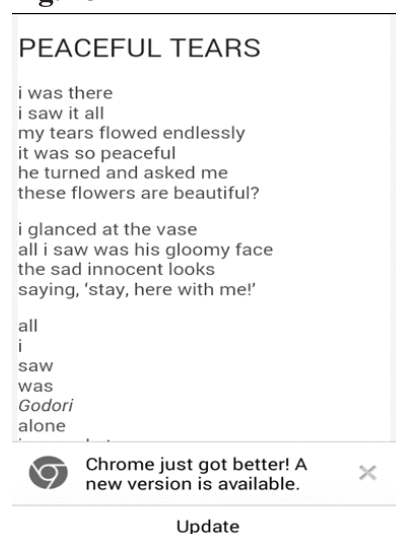 PEACEFUL TEARS
i was there
i saw it all
my tears flowed endlessly
it was so peaceful
he turned and asked me
these flowers are beautiful?
i glanced at the vase
all i saw was his gloomy face
the sad innocent looks
saying, ‘stay, here with me!’
all
i
saw
was
Godori
alone
Chrome just got better! A
new version is available.
Update